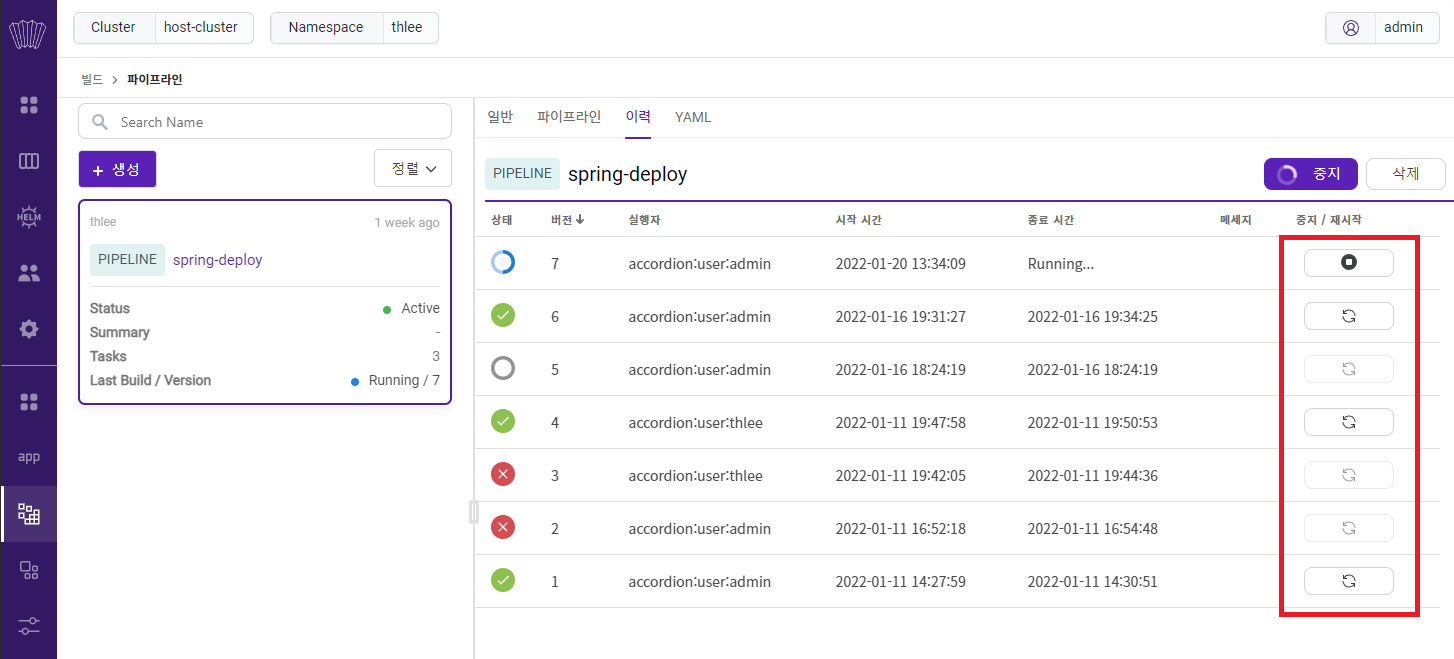 Cluster host-cluster Namespace thlee admin
빌드 > 파이프라인
HELM
app
Search Name
+ 생성 정렬
thlee 1 week ago
PIPELINE spring-deploy
Status Active
Summary -
Tasks 3
Last Build / Version Running / 7
일반 파이프라인 이력 YAML
PIPELINE spring-deploy 중지 삭제
상태 버전 실행자 시작 시간 종료 시간 메세지 중지 / 재시작
7 accordion:user:admin 2022-01-20 13:34:09 Running...
6 accordion:user:admin 2022-01-16 19:31:27 2022-01-16 19:34:25
5 accordion:user:admin 2022-01-16 18:24:19 2022-01-16 18:24:19
4 accordion:user:thlee 2022-01-11 19:47:58 2022-01-11 19:50:53
3 accordion:user:thlee 2022-01-11 19:42:05 2022-01-11 19:44:36
2 accordion:user:admin 2022-01-11 16:52:18 2022-01-11 16:54:48
1 accordion:user:admin 2022-01-11 14:27:59 2022-01-11 14:30:51